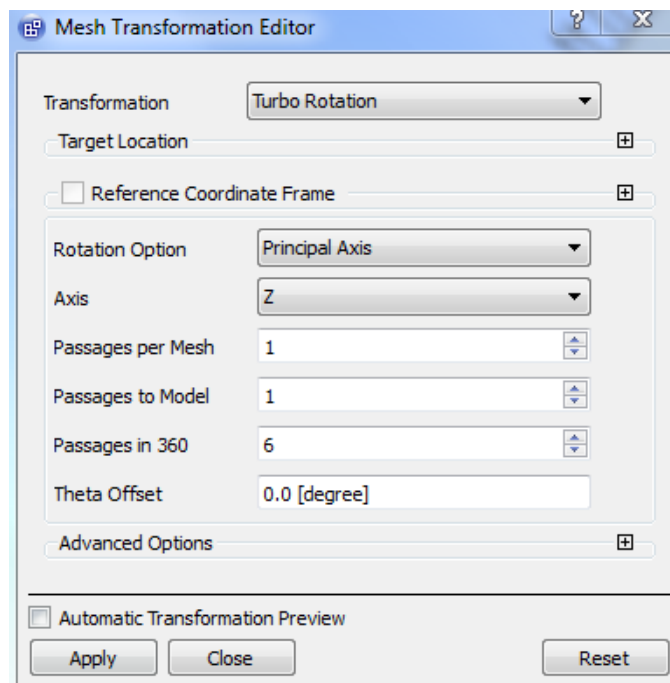 Mesh Transformation Editor
Transformation Turbo Rotation
Target Location
Reference Coordinate Frame
Rotation Option Principal Axis
Axis Z
Passages per Mesh 1
Passages to Model 1
Passages in 360 6
Theta Offset 0.0 [degree]
Advanced Options
Automatic Transformation Preview
Apply Close Reset